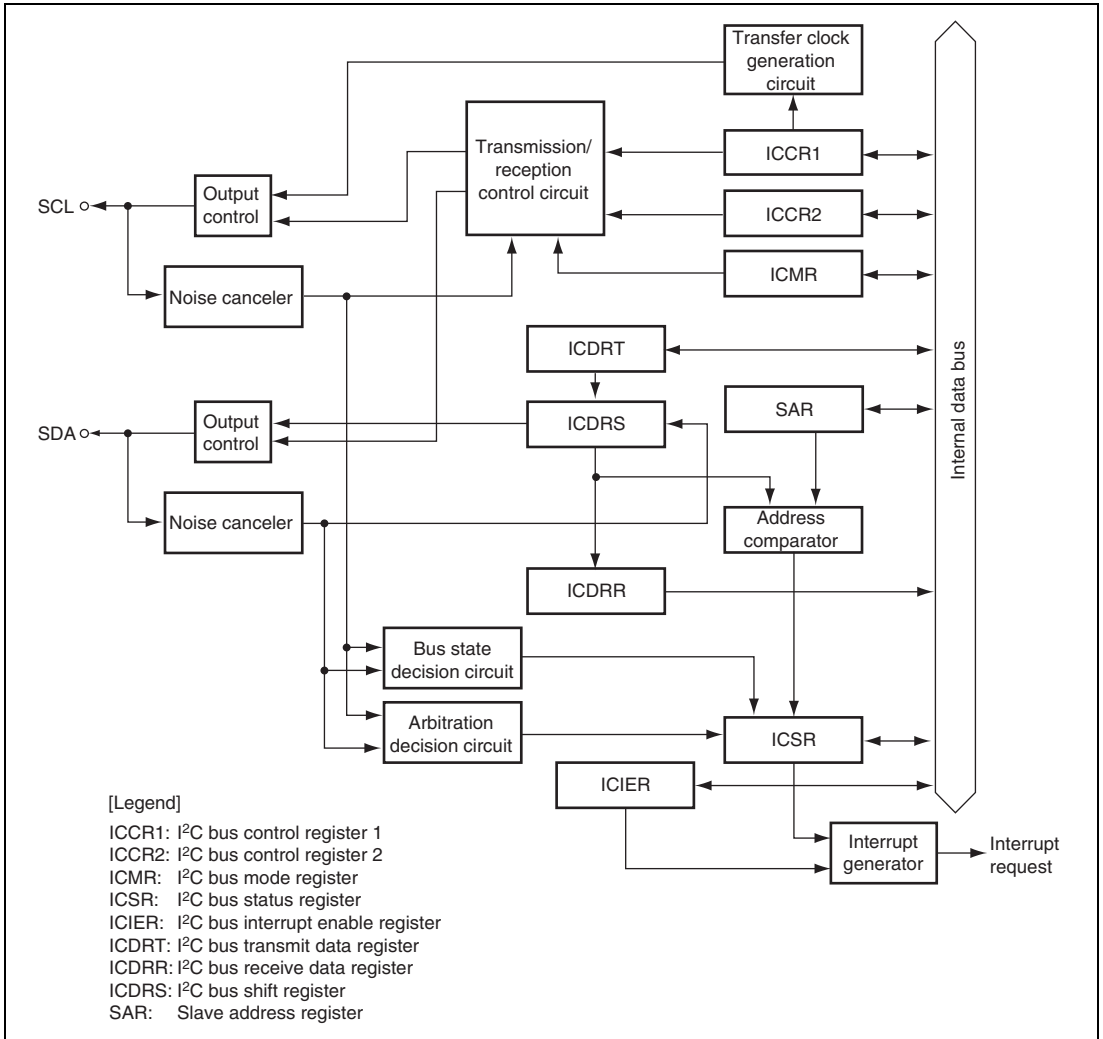 Transfer clock
generation
circuit
Transmission/
reception
control circuit
ICCR1
SCL
Output
control
ICCR2
ICMR
Noise canceler
ICDRT
Internal data bus
SAR
SDA
Output
control
ICDRS
Noise canceler
Address
comparator
ICDRR
Bus state
decision circuit
Arbitration
decision circuit
ICSR
ICIER
Interrupt
generator
Interrupt
request
[Legend]
ICCR1: I²C bus control register 1
ICCR2: I²C bus control register 2
ICMR: I²C bus mode register
ICSR: I²C bus status register
ICIER: I²C bus interrupt enable register
ICDRT: I²C bus transmit data register
ICDRR: I²C bus receive data register
ICDRS: I²C bus shift register
SAR: Slave address register